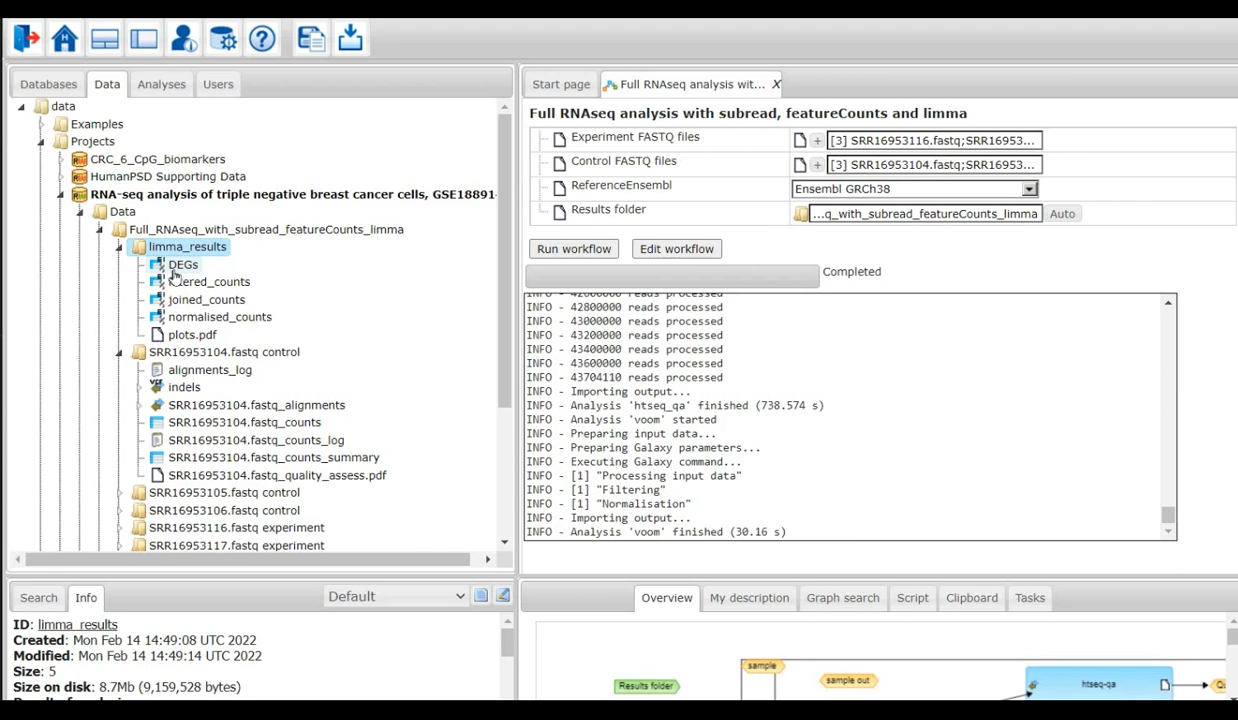 Databases Data Analyses Users
data
Examples
Projects
CRC_6_CpG_biomarkers
HumanPSD Supporting Data
RNA-seq analysis of triple negative breast cancer cells, GSE18891
Data
Full_RNAseq_with_subread_featureCounts_limma
limma_results
DEGs
ered_counts
joined_counts
normalised_counts
plots.pdf
SRR16953104.fastq control
alignments_log
indels
SRR16953104.fastq_alignments
SRR16953104.fastq_counts
SRR16953104.fastq_counts_log
SRR16953104.fastq_counts_summary
SRR16953104.fastq_quality_assess.pdf
SRR16953105.fastq control
SRR16953106.fastq control
SRR16953116.fastq experiment
SRR16953117.fastq experiment
Search Info Default
ID: limma_results
Created: Mon Feb 14 14:49:08 UTC 2022
Modified: Mon Feb 14 14:49:14 UTC 2022
Size: 5
Size on disk: 8.7Mb (9,159,528 bytes)
Start page Full RNAseq analysis wit... X
Full RNAseq analysis with subread, featureCounts and limma
Experiment FASTQ files + [3] SRR16953116.fastq;SRR16953...
Control FASTQ files + [3] SRR16953104.fastq;SRR16953...
ReferenceEnsembl Ensembl GRCh38
Results folder ...q_with_subread_featureCounts_limma Auto
Run workflow Edit workflow
Completed
INFO - 42600000 reads processed
INFO - 42800000 reads processed
INFO - 43000000 reads processed
INFO - 43200000 reads processed
INFO - 43400000 reads processed
INFO - 43600000 reads processed
INFO - 43704110 reads processed
INFO - Importing output...
INFO - Analysis 'htseq_qa' finished (738.574 s)
INFO - Analysis 'voom' started
INFO - Preparing input data...
INFO - Preparing Galaxy parameters...
INFO - Executing Galaxy command...
INFO - [1] "Processing input data"
INFO - [1] "Filtering"
INFO - [1] "Normalisation"
INFO - Importing output...
INFO - Analysis 'voom' finished (30.16 s)
Overview My description Graph search Script Clipboard Tasks
sample
Results folder
sample out
htseq-qa